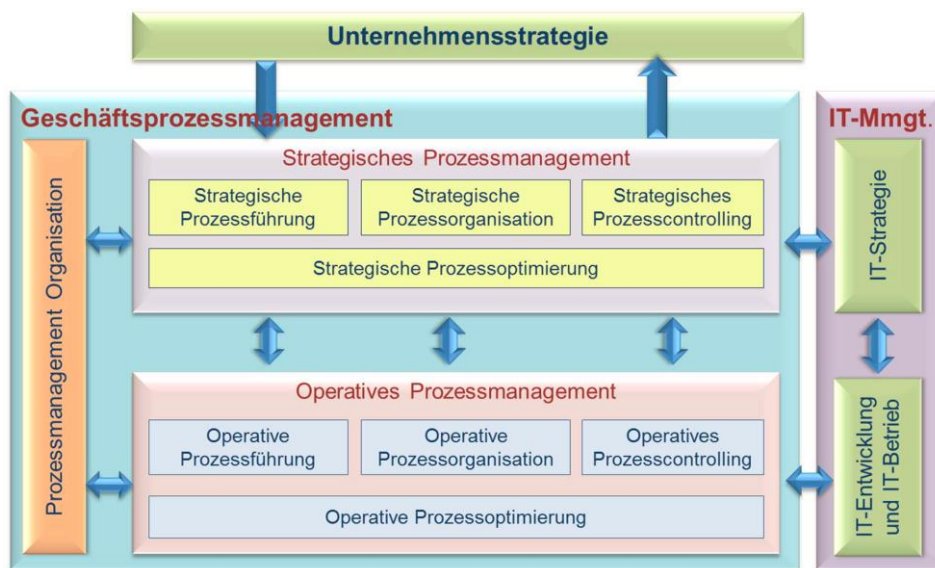 Unternehmensstrategie
Geschäftsprozessmanagement
IT-Mmgt.
Prozessmanagement Organisation
Strategisches Prozessmanagement
Strategische
Prozessführung
Strategische
Prozessorganisation
Strategisches
Prozesscontrolling
Strategische Prozessoptimierung
IT-Strategie
Operatives Prozessmanagement
Operative
Prozessführung
Operative
Prozessorganisation
Operatives
Prozesscontrolling
Operative Prozessoptimierung
IT-Entwicklung
und IT-Betrieb